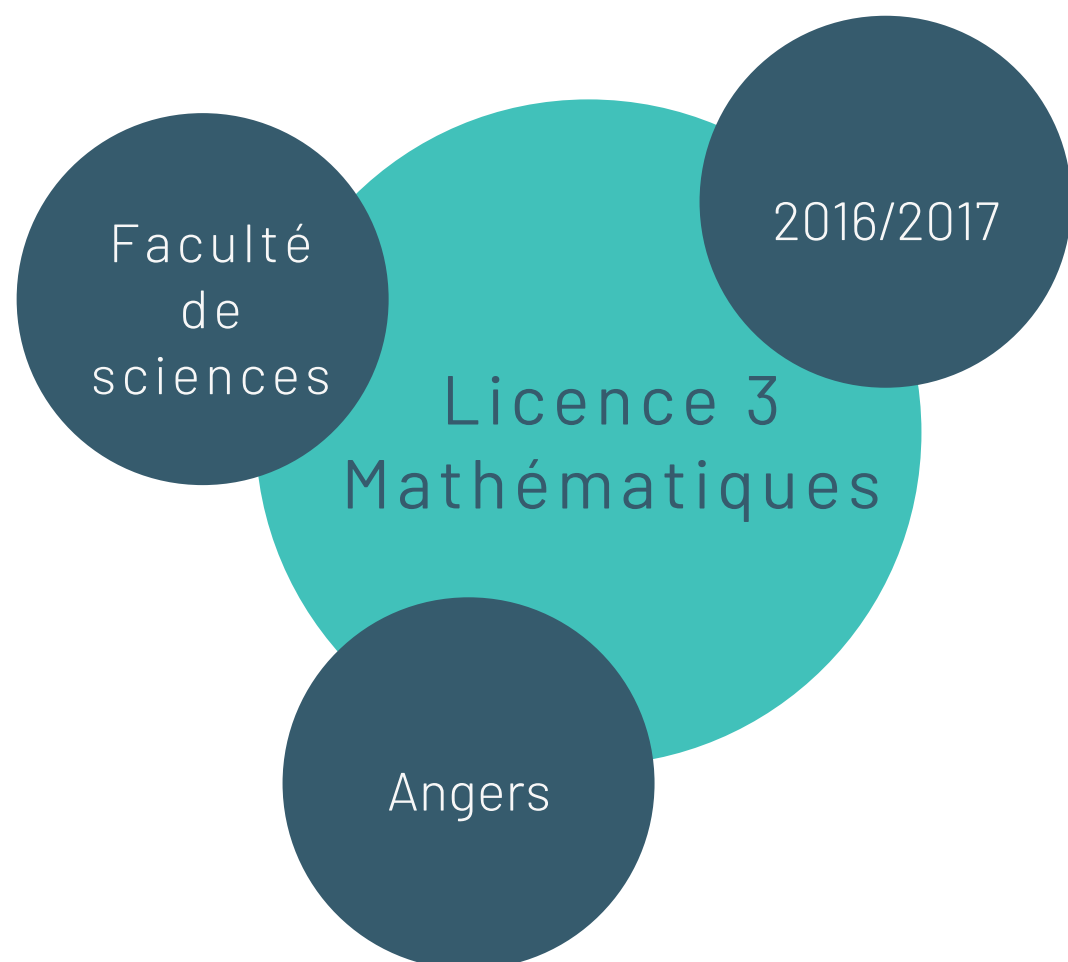 Faculté
de
sciences
2016/2017
Licence 3
Mathématiques
Angers